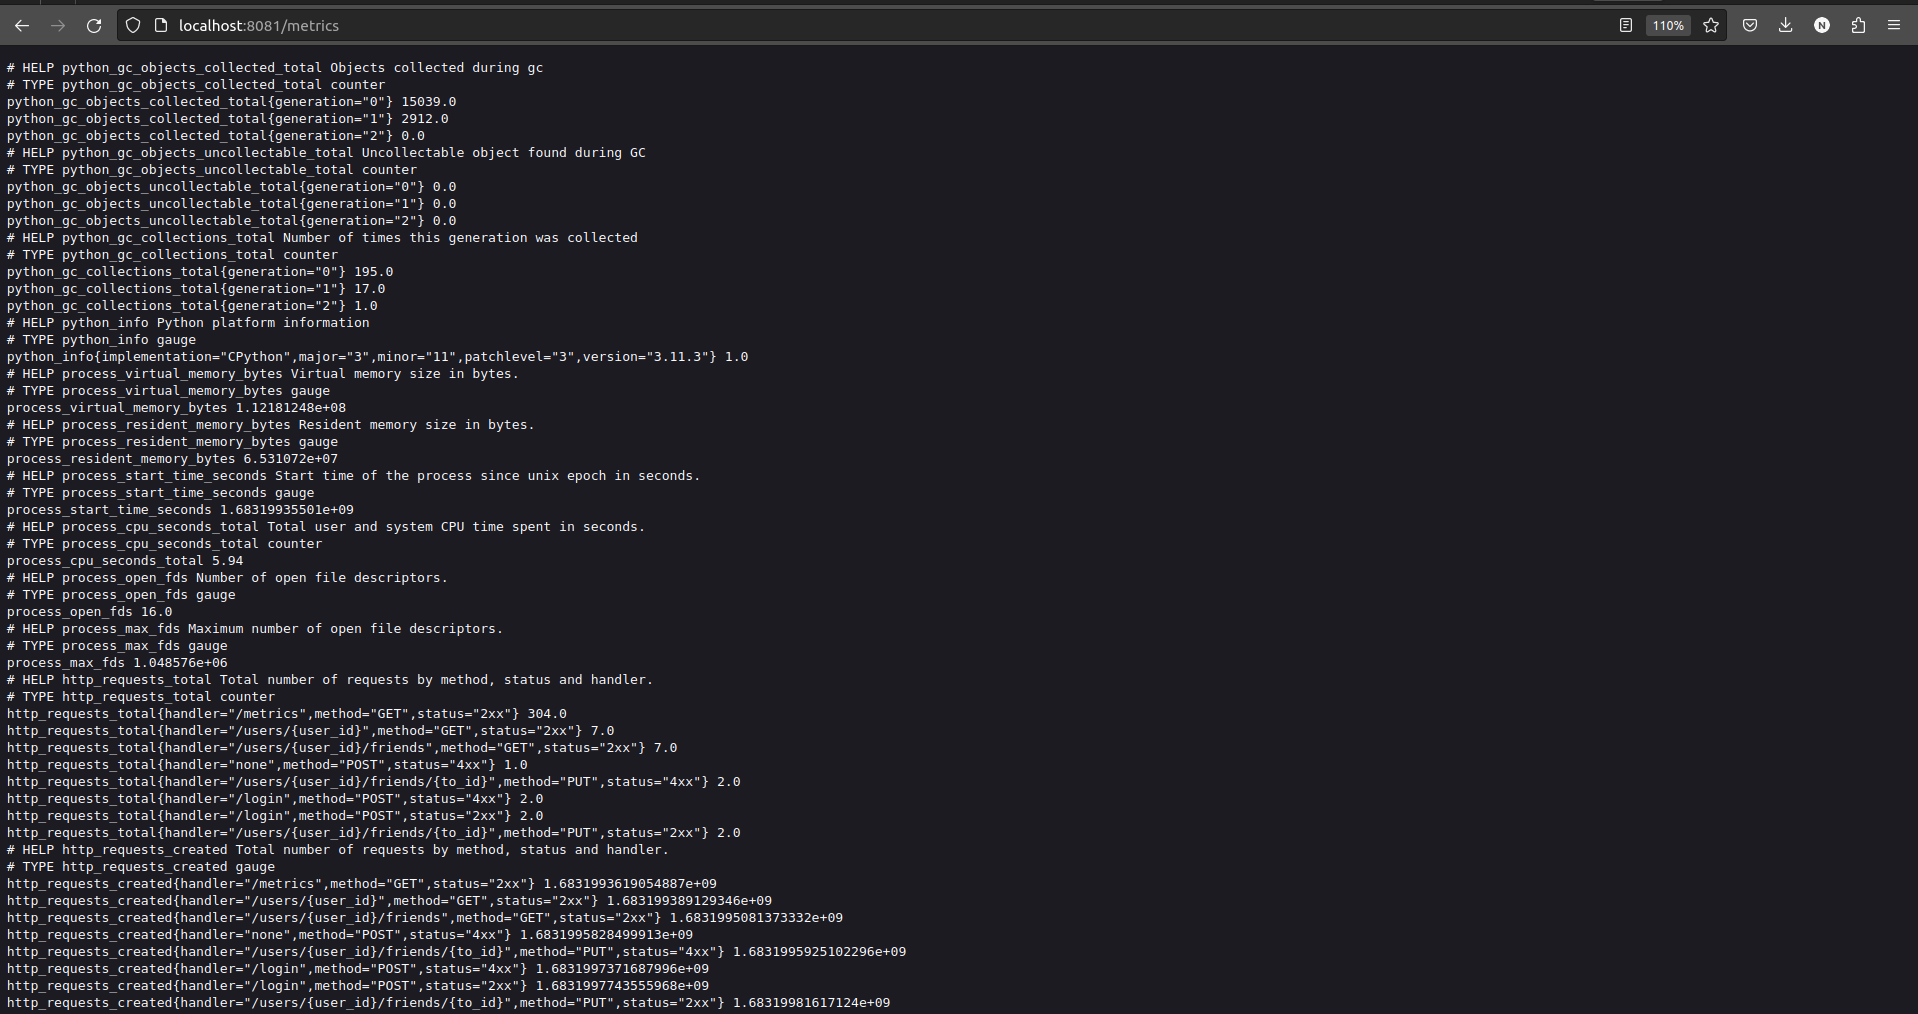 localhost:8081/metrics
110%
N
# HELP python_gc_objects_collected_total Objects collected during gc
# TYPE python_gc_objects_collected_total counter
python_gc_objects_collected_total{generation="0"} 15039.0
python_gc_objects_collected_total{generation="1"} 2912.0
python_gc_objects_collected_total{generation="2"} 0.0
# HELP python_gc_objects_uncollectable_total Uncollectable object found during GC
# TYPE python_gc_objects_uncollectable_total counter
python_gc_objects_uncollectable_total{generation="0"} 0.0
python_gc_objects_uncollectable_total{generation="1"} 0.0
python_gc_objects_uncollectable_total{generation="2"} 0.0
# HELP python_gc_collections_total Number of times this generation was collected
# TYPE python_gc_collections_total counter
python_gc_collections_total{generation="0"} 195.0
python_gc_collections_total{generation="1"} 17.0
python_gc_collections_total{generation="2"} 1.0
# HELP python_info Python platform information
# TYPE python_info gauge
python_info{implementation="CPython",major="3",minor="11",patchlevel="3",version="3.11.3"} 1.0
# HELP process_virtual_memory_bytes Virtual memory size in bytes.
# TYPE process_virtual_memory_bytes gauge
process_virtual_memory_bytes 1.12181248e+08
# HELP process_resident_memory_bytes Resident memory size in bytes.
# TYPE process_resident_memory_bytes gauge
process_resident_memory_bytes 6.531072e+07
# HELP process_start_time_seconds Start time of the process since unix epoch in seconds.
# TYPE process_start_time_seconds gauge
process_start_time_seconds 1.68319935501e+09
# HELP process_cpu_seconds_total Total user and system CPU time spent in seconds.
# TYPE process_cpu_seconds_total counter
process_cpu_seconds_total 5.94
# HELP process_open_fds Number of open file descriptors.
# TYPE process_open_fds gauge
process_open_fds 16.0
# HELP process_max_fds Maximum number of open file descriptors.
# TYPE process_max_fds gauge
process_max_fds 1.048576e+06
# HELP http_requests_total Total number of requests by method, status and handler.
# TYPE http_requests_total counter
http_requests_total{handler="/metrics",method="GET",status="2xx"} 304.0
http_requests_total{handler="/users/{user_id}",method="GET",status="2xx"} 7.0
http_requests_total{handler="/users/{user_id}/friends",method="GET",status="2xx"} 7.0
http_requests_total{handler="none",method="POST",status="4xx"} 1.0
http_requests_total{handler="/users/{user_id}/friends/{to_id}",method="PUT",status="4xx"} 2.0
http_requests_total{handler="/login",method="POST",status="4xx"} 2.0
http_requests_total{handler="/login",method="POST",status="2xx"} 2.0
http_requests_total{handler="/users/{user_id}/friends/{to_id}",method="PUT",status="2xx"} 2.0
# HELP http_requests_created Total number of requests by method, status and handler.
# TYPE http_requests_created gauge
http_requests_created{handler="/metrics",method="GET",status="2xx"} 1.6831993619054887e+09
http_requests_created{handler="/users/{user_id}",method="GET",status="2xx"} 1.683199389129346e+09
http_requests_created{handler="/users/{user_id}/friends",method="GET",status="2xx"} 1.6831995081373332e+09
http_requests_created{handler="none",method="POST",status="4xx"} 1.6831995828499913e+09
http_requests_created{handler="/users/{user_id}/friends/{to_id}",method="PUT",status="4xx"} 1.6831995925102296e+09
http_requests_created{handler="/login",method="POST",status="4xx"} 1.6831997371687996e+09
http_requests_created{handler="/login",method="POST",status="2xx"} 1.6831997743555968e+09
http_requests_created{handler="/users/{user_id}/friends/{to_id}",method="PUT",status="2xx"} 1.68319981617124e+09